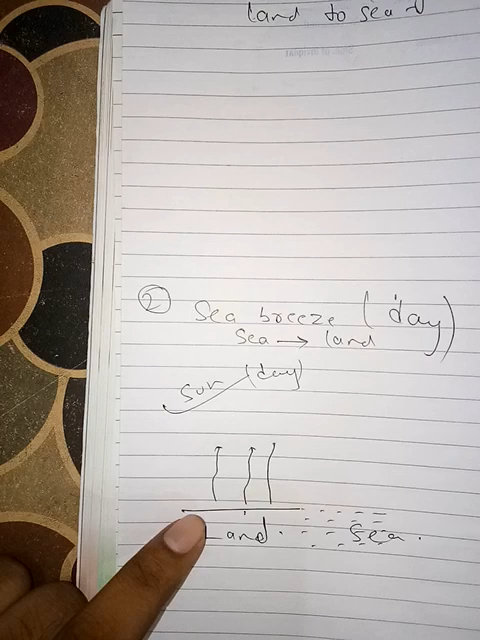 land to sea
②
Sea breeze (day)
Sea → land
sun (day)
Land. Sea.